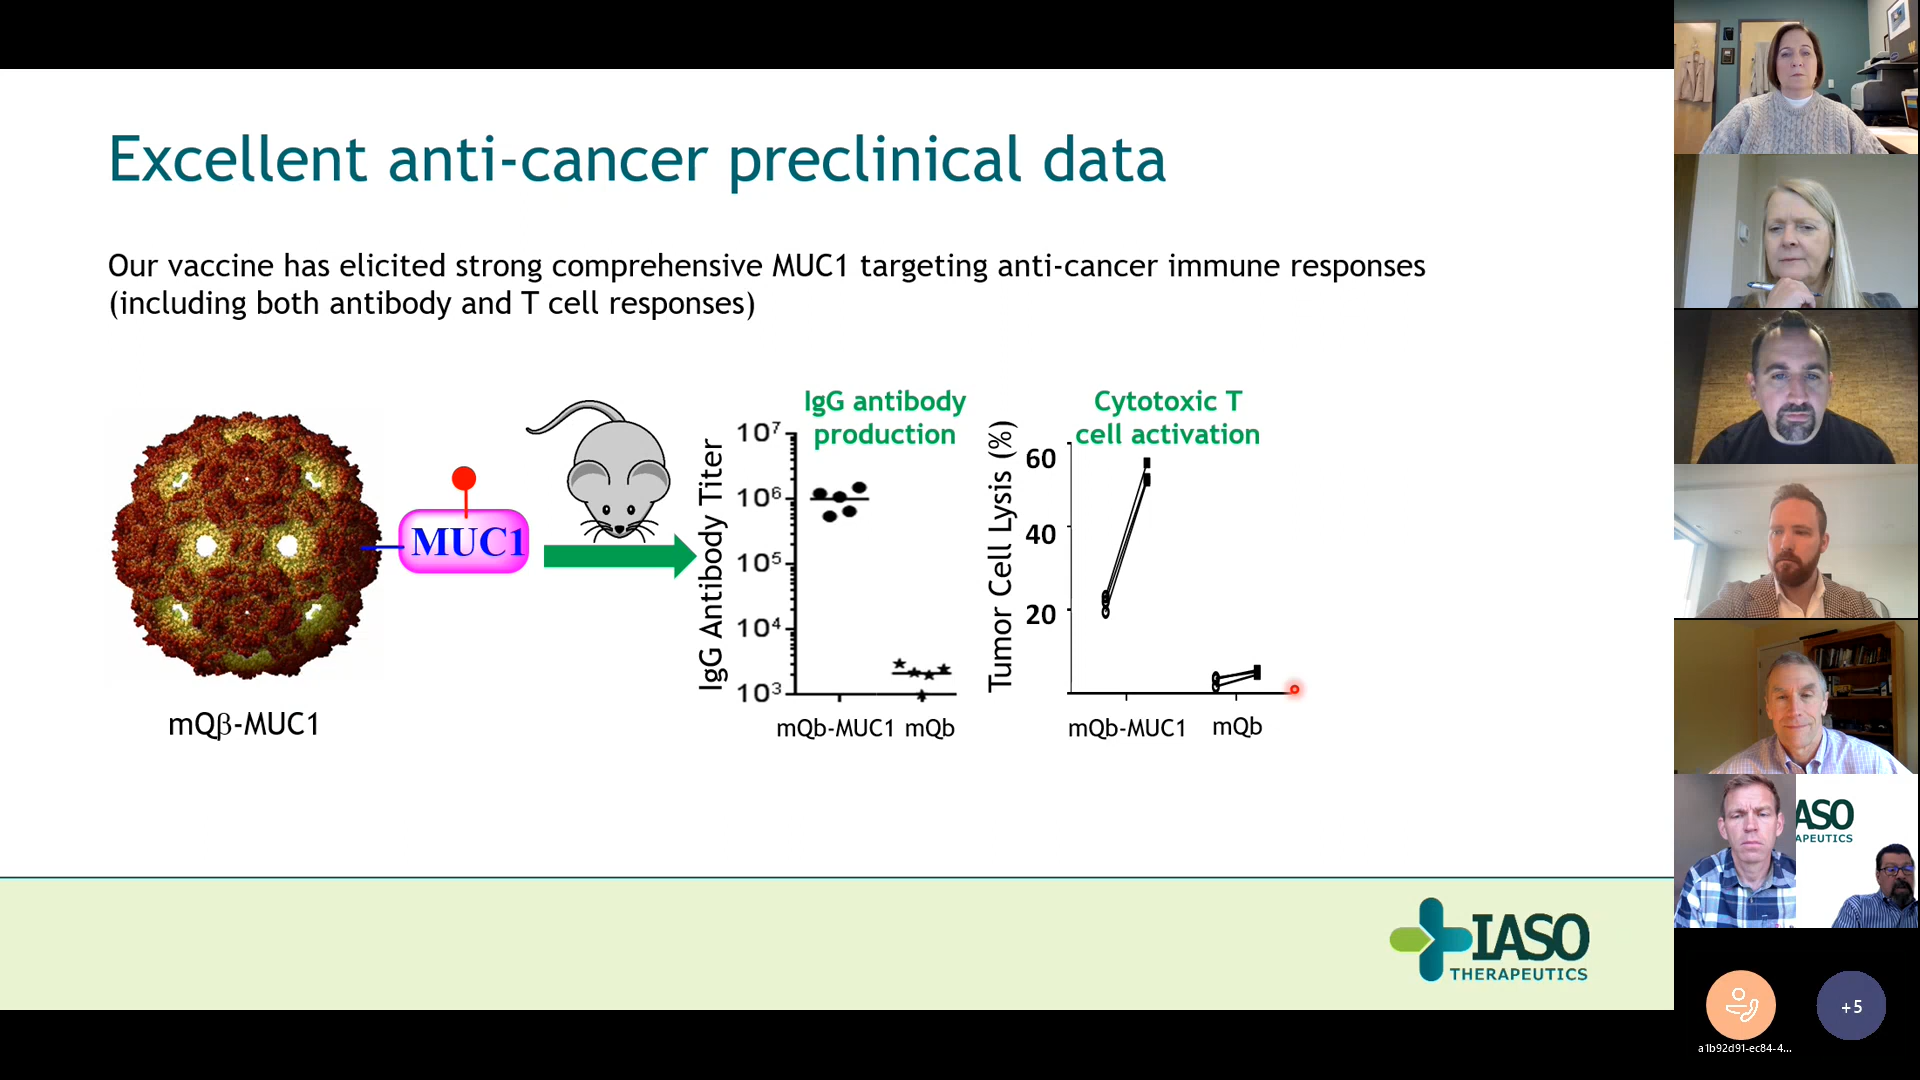 Excellent anti-cancer preclinical data
Our vaccine has elicited strong comprehensive MUC1 targeting anti-cancer immune responses
(including both antibody and T cell responses)
MUC1
mQβ-MUC1
IgG antibody
production
IgG Antibody Titer
10⁷
10⁶
10⁵
10⁴
10³
mQb-MUC1 mQb
Cytotoxic T
cell activation
Tumor Cell Lysis (%)
60
40
20
mQb-MUC1 mQb
IASO
THERAPEUTICS
W
IASO
APEUTICS
a1b92d91-ec84-4...
+5